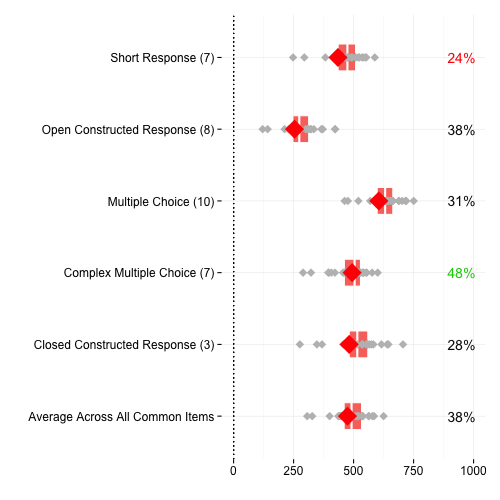 Short Response (7) 24%
Open Constructed Response (8) 38%
Multiple Choice (10) 31%
Complex Multiple Choice (7) 48%
Closed Constructed Response (3) 28%
Average Across All Common Items 38%
0 250 500 750 1000